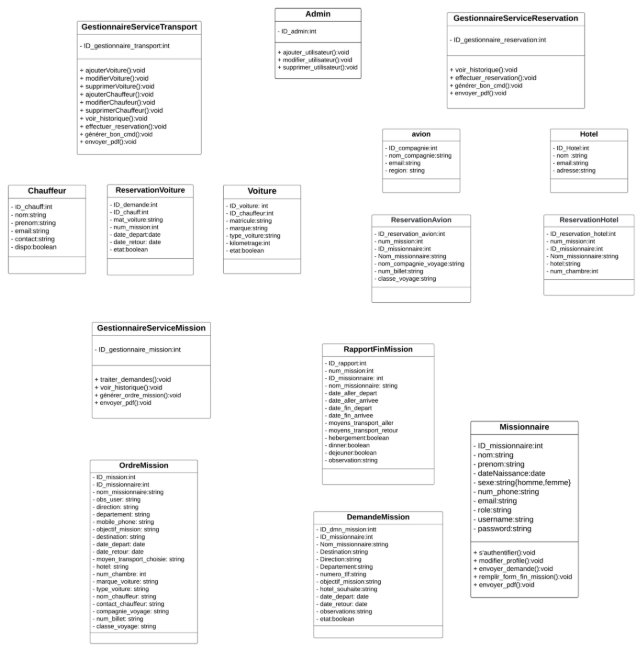 GestionnaireServiceTransport
- ID_gestionnaire_transport:int
+ ajouterVoiture():void
+ modifierVoiture():void
+ supprimerVoiture():void
+ ajouterChauffeur():void
+ modifierChaufeur():void
+ supprimerChauffeur():void
+ voir_historique():void
+ effectuer_reservation():void
+ générer_bon_cmd():void
+ envoyer_pdf():void
Admin
- ID_admin:int
+ ajouter_utilisateur():void
+ modifier_utilisateur():void
+ supprimer_utilisateur():void
GestionnaireServiceReservation
- ID_gestionnaire_reservation:int
+ voir_historique():void
+ effectuer_reservation():void
+ générer_bon_cmd():void
+ envoyer_pdf():void
avion
- ID_compagnie:int
- nom_compagnie:string
- email:string
- region: string
Hotel
- ID_Hotel:int
- nom :string
- email:string
- adresse:string
Chauffeur
- ID_chauff:int
- nom:string
- prenom:string
- email:string
- contact:string
- dispo:boolean
ReservationVoiture
- ID_demande:int
- ID_chauff:int
- mat_voiture:string
- num_mission:int
- date_depart:date
- date_retour: date
- etat:boolean
Voiture
- ID_voiture: int
- ID_chauffeur:int
- matricule:string
- marque:string
- type_voiture:string
- kilometrage:int
- etat:boolean
ReservationAvion
- ID_reservation_avion:int
- num_mission:int
- ID_missionnaire:int
- Nom_missionnaire:string
- nom_compagnie_voyage:string
- num_billet:string
- classe_voyage:string
ReservationHotel
- ID_reservation_hotel:int
- num_mission:int
- ID_missionnaire:int
- Nom_missionnaire:string
- hotel:string
- num_chambre:int
GestionnaireServiceMission
- ID_gestionnaire_mission:int
+ traiter_demandes():void
+ voir_historique():void
+ générer_ordre_mission():void
+ envoyer_pdf():void
RapportFinMission
- ID_rapport:int
- num_mission:int
- ID_missionnaire: int
- nom_missionnaire: string
- date_aller_depart
- date_aller_arrivee
- date_fin_depart
- date_fin_arrivee
- moyens_transport_aller
- moyens_transport_retour
- hebergement:boolean
- dinner:boolean
- dejeuner:boolean
- observation:string
Missionnaire
- ID_missionnaire:int
- nom:string
- prenom:string
- dateNaissance:date
- sexe:string{homme,femme}
- num_phone:string
- email:string
- role:string
- username:string
- password:string
+ s'authentifier():void
+ modifier_profile():void
+ envoyer_demande():void
+ remplir_form_fin_mission():void
+ envoyer_pdf():void
OrdreMission
- ID_mission:int
- ID_missionnaire:int
- nom_missionnaire:string
- obs_user: string
- direction: string
- departement: string
- mobile_phone: string
- objectif_mission: string
- destination: string
- date_depart: date
- date_retour: date
- moyen_transport_choisie: string
- hotel: string
- num_chambre: int
- marque_voiture: string
- type_voiture: string
- nom_chauffeur: string
- contact_chauffeur: string
- compagnie_voyage: string
- num_billet: string
- classe_voyage: string
DemandeMission
- ID_dmn_mission:intt
- ID_missionnaire:int
- Nom_missionnaire:string
- Destination:string
- Direction:string
- Departement:string
- numero_tlf:string
- objectif_mission:string
- hotel_souhaite:string
- date_depart: date
- date_retour: date
- observations:string
- etat:boolean